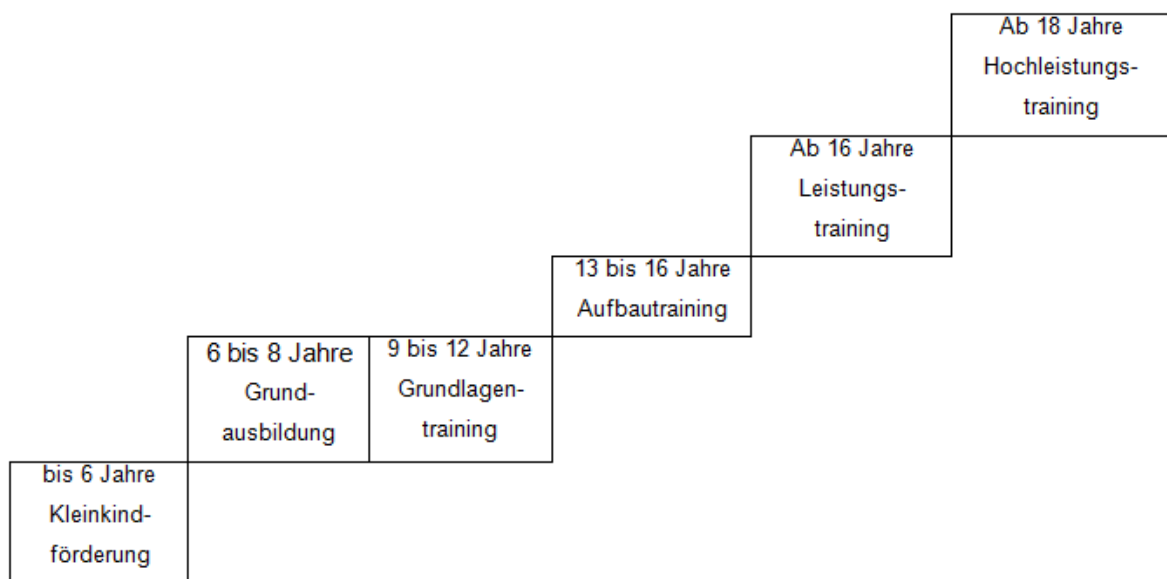 Ab 18 Jahre
Hochleistungs-
training
Ab 16 Jahre
Leistungs-
training
13 bis 16 Jahre
Aufbautraining
6 bis 8 Jahre
Grund-
ausbildung
9 bis 12 Jahre
Grundlagen-
training
bis 6 Jahre
Kleinkind-
förderung